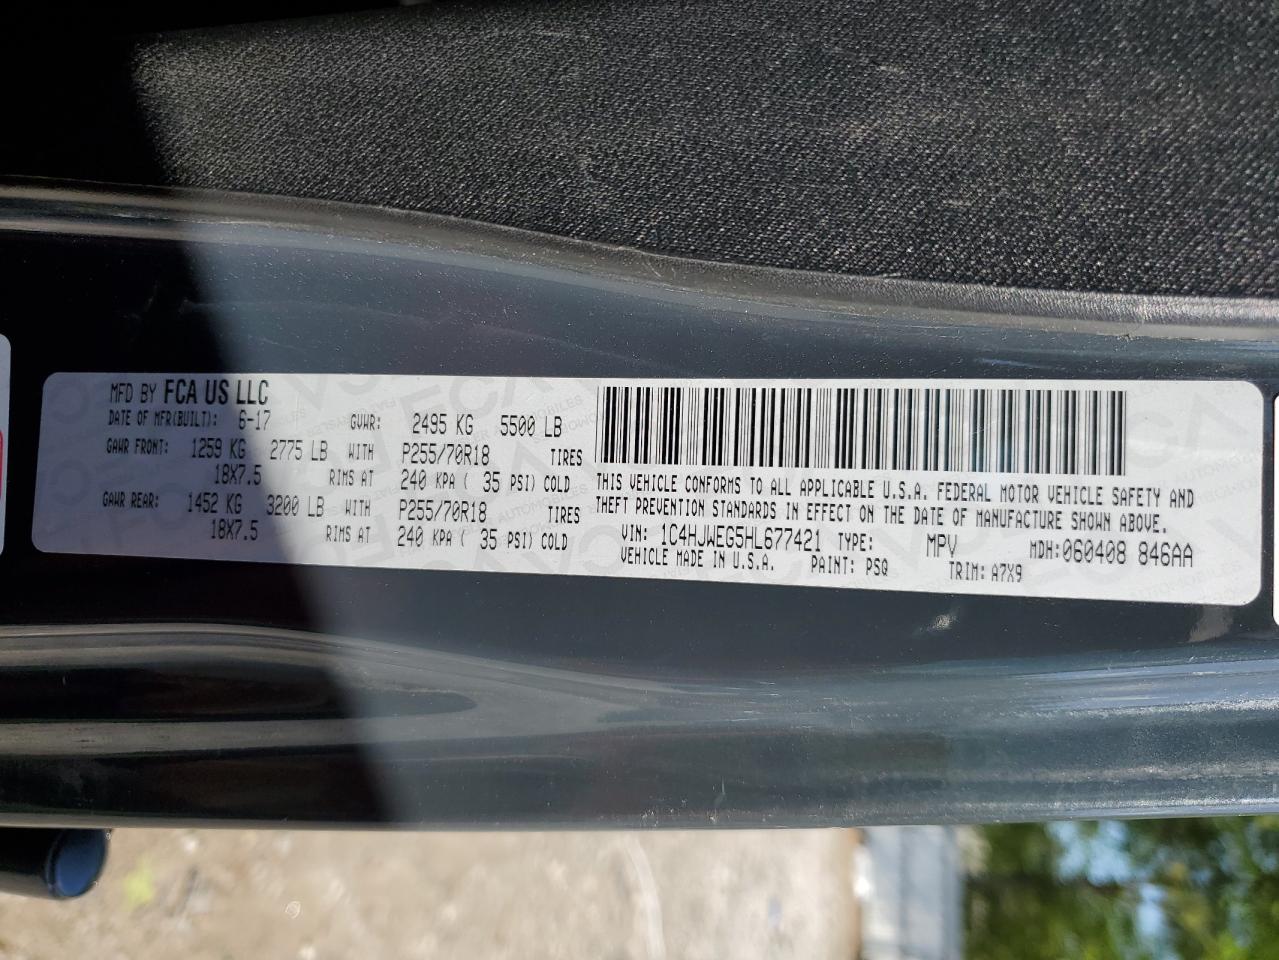 MFD BY FCA US LLC
DATE OF MFR(BUILT): 6-17 GVWR: 2495 KG 5500 LB
GAWR FRONT: 1259 KG 2775 LB WITH P255/70R18 TIRES
18X7.5 RIMS AT 240 KPA ( 35 PSI) COLD
GAWR REAR: 1452 KG 3200 LB WITH P255/70R18 TIRES
18X7.5 RIMS AT 240 KPA ( 35 PSI) COLD
THIS VEHICLE CONFORMS TO ALL APPLICABLE U.S.A. FEDERAL MOTOR VEHICLE SAFETY AND
THEFT PREVENTION STANDARDS IN EFFECT ON THE DATE OF MANUFACTURE SHOWN ABOVE.
VIN: 1C4HJWEG5HL677421 TYPE: MPV MDH:060408 846AA
VEHICLE MADE IN U.S.A. PAINT: PSQ TRIM: A7X9